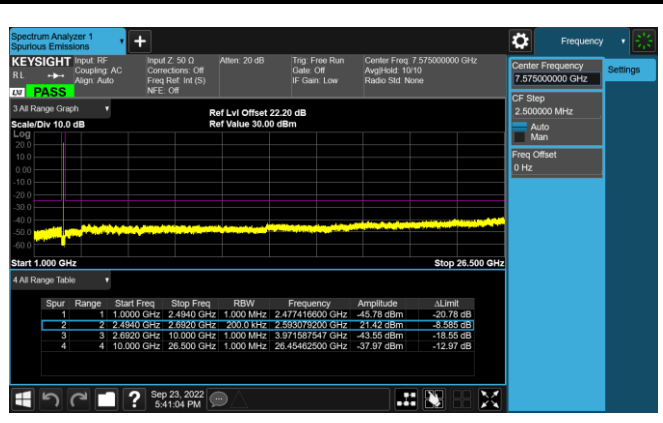 Spectrum Analyzer 1
Spurious Emissions
Frequency
KEYSIGHT
Input: RF
Coupling: AC
Align: Auto
Input Z: 50 Ω
Corrections: Off
Freq Ref: Int (S)
NFE: Off
Atten: 20 dB
Trig: Free Run
Gate: Off
IF Gain: Low
Center Freq: 7.575000000 GHz
Avg|Hold: 10/10
Radio Std: None
R L
LXI
PASS
Center Frequency
7.575000000 GHz
Settings
CF Step
2.500000 MHz
Auto
Man
Freq Offset
0 Hz
3 All Range Graph
Ref Lvl Offset 22.20 dB
Scale/Div 10.0 dB
Ref Value 30.00 dBm
Log
20.0
10.0
0.00
-10.0
-20.0
-30.0
-40.0
-50.0
-60.0
Start 1.000 GHz
Stop 26.500 GHz
4 All Range Table
Spur Range Start Freq Stop Freq RBW Frequency Amplitude ΔLimit
1 1 1.0000 GHz 2.4940 GHz 1.000 MHz 2.477416600 GHz -45.78 dBm -20.78 dB
2 2 2.4940 GHz 2.6920 GHz 200.0 kHz 2.593079200 GHz 21.42 dBm -8.585 dB
3 3 2.6920 GHz 10.000 GHz 1.000 MHz 3.971587547 GHz -43.55 dBm -18.55 dB
4 4 10.000 GHz 26.500 GHz 1.000 MHz 26.45462500 GHz -37.97 dBm -12.97 dB
?
Sep 23, 2022
5:41:04 PM